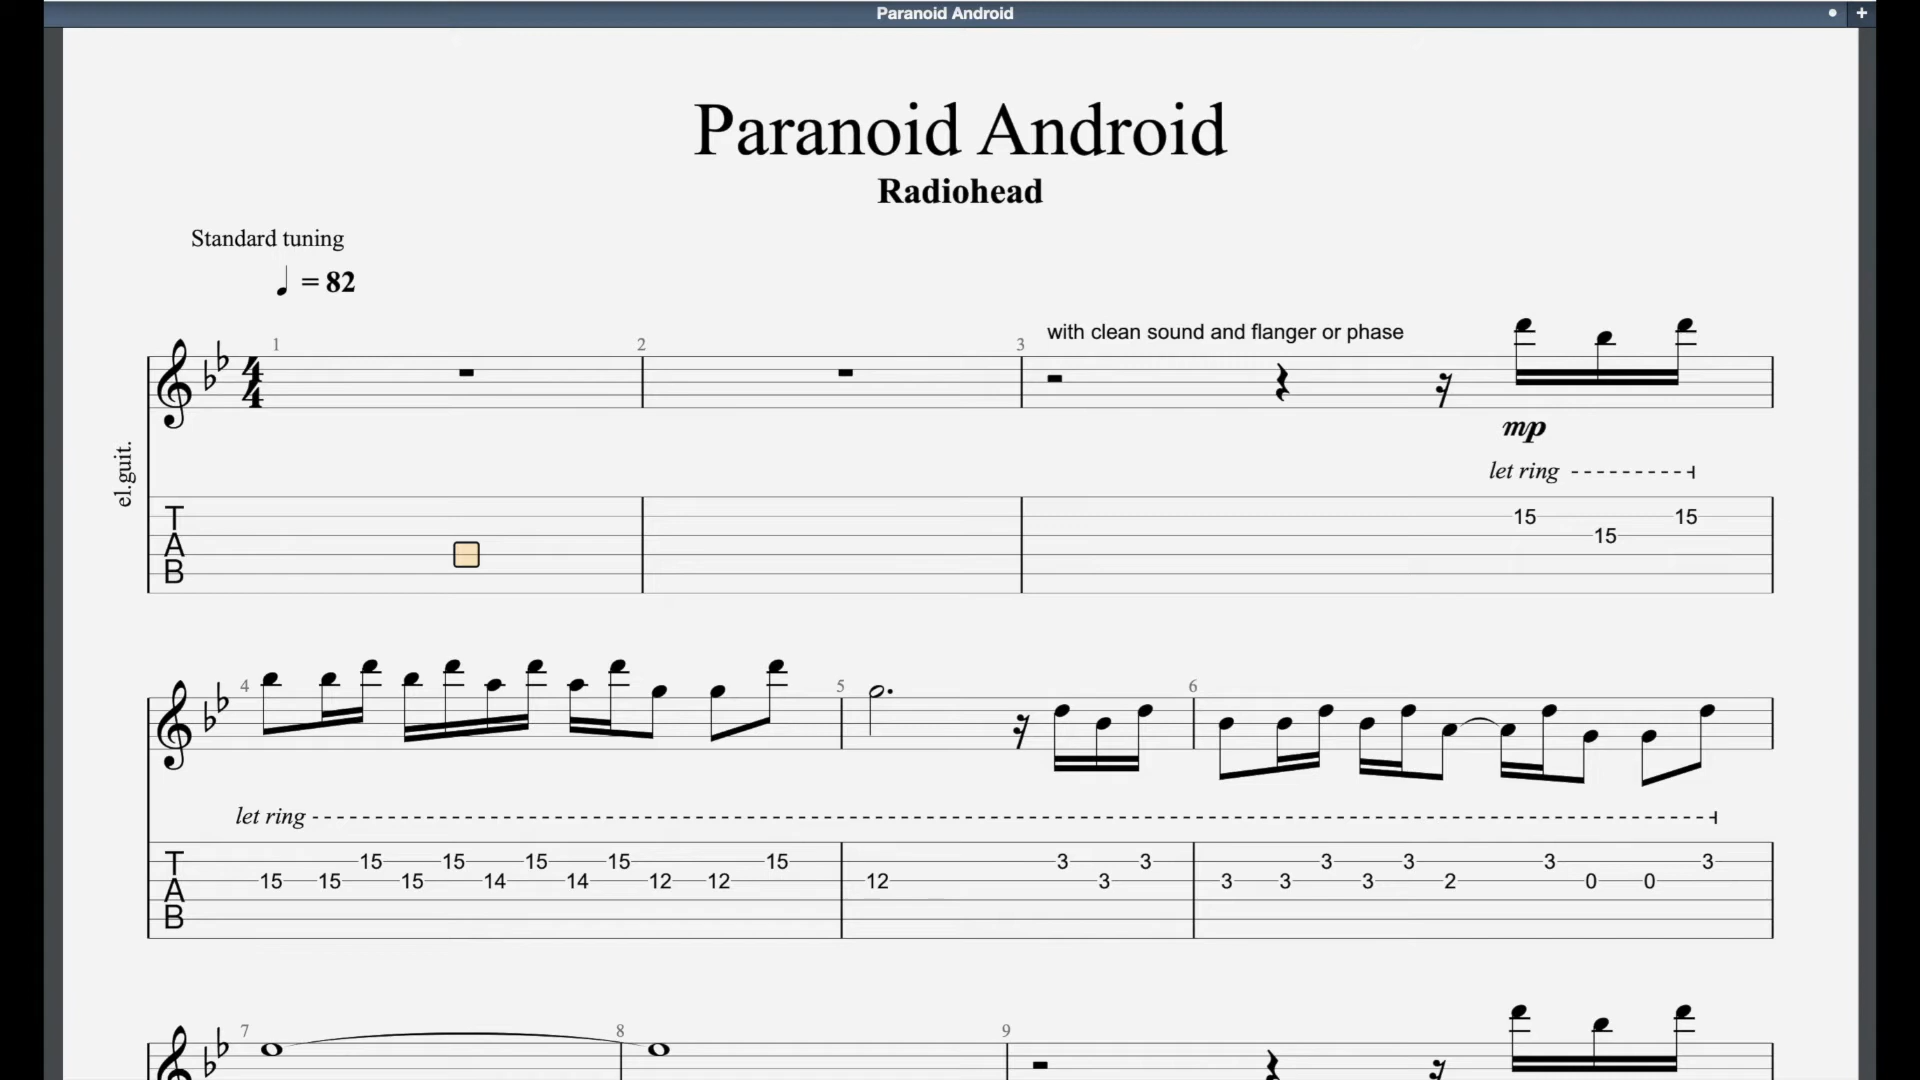 Paranoid Android
+
Paranoid Android
Radiohead
Standard tuning
= 82
1 2 3 with clean sound and flanger or phase
4
4
mp
el.guit.
let ring
T 15 15
A 15
B
4 5 6
let ring
T 15 15 15 15 15 3 3 3 3 3 3
A 15 15 15 14 14 12 12 12 3 3 3 3 2 0 0
B
7 8 9